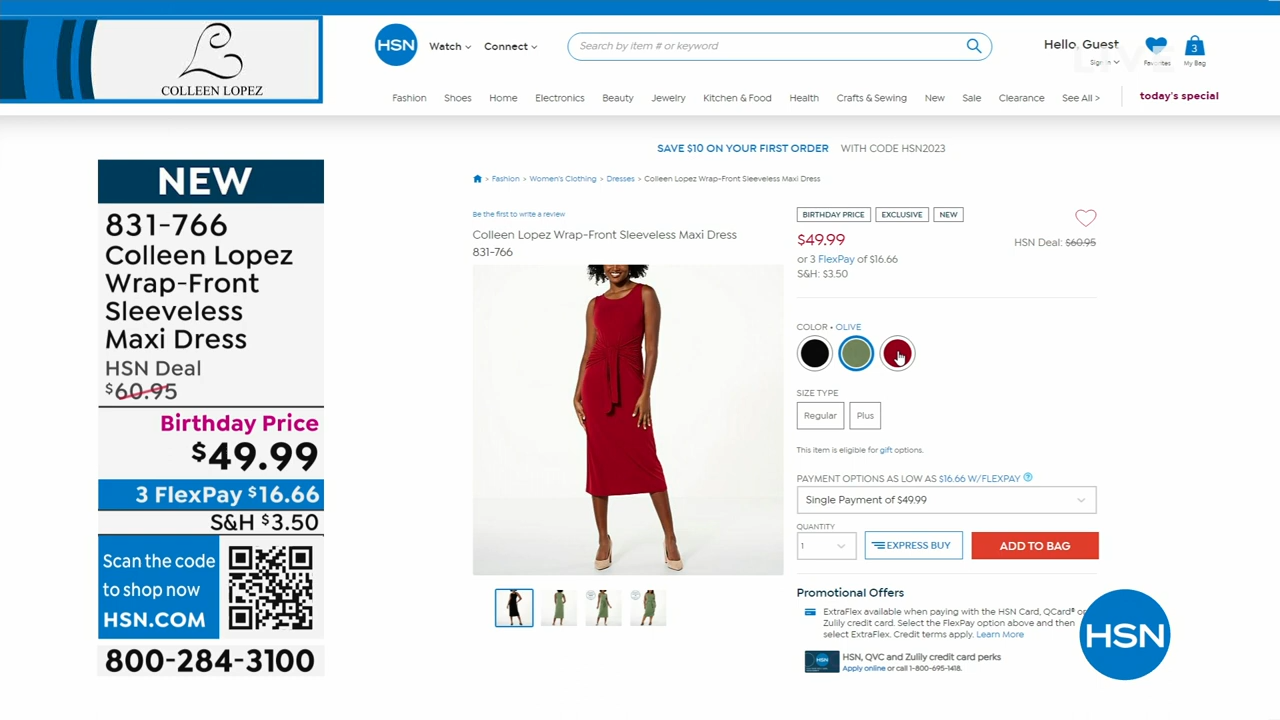 COLLEEN LOPEZ
HSN
Watch
Connect
Search by item # or keyword
Hello, Guest
Sign In
Favorites
3
My Bag
LIVE
Fashion Shoes Home Electronics Beauty Jewelry Kitchen & Food Health Crafts & Sewing New Sale Clearance See All > today's special
SAVE $10 ON YOUR FIRST ORDER WITH CODE HSN2023
> Fashion > Women's Clothing > Dresses > Colleen Lopez Wrap-Front Sleeveless Maxi Dress
NEW
831-766
Colleen Lopez
Wrap-Front
Sleeveless
Maxi Dress
HSN Deal
$60.95
Birthday Price
$49.99
3 FlexPay $16.66
S&H $3.50
Scan the code
to shop now
HSN.COM
800-284-3100
Be the first to write a review
Colleen Lopez Wrap-Front Sleeveless Maxi Dress
831-766
BIRTHDAY PRICE EXCLUSIVE NEW
$49.99
HSN Deal: $60.95
or 3 FlexPay of $16.66
S&H: $3.50
COLOR • OLIVE
SIZE TYPE
Regular Plus
This item is eligible for gift options.
PAYMENT OPTIONS AS LOW AS $16.66 W/FLEXPAY ?
Single Payment of $49.99
QUANTITY
1
EXPRESS BUY
ADD TO BAG
Promotional Offers
ExtraFlex available when paying with the HSN Card, QCard® or
Zulily credit card. Select the FlexPay option above and then
select ExtraFlex. Credit terms apply. Learn More
HSN, QVC and Zulily credit card perks
Apply online or call 1-800-695-1418.
HSN